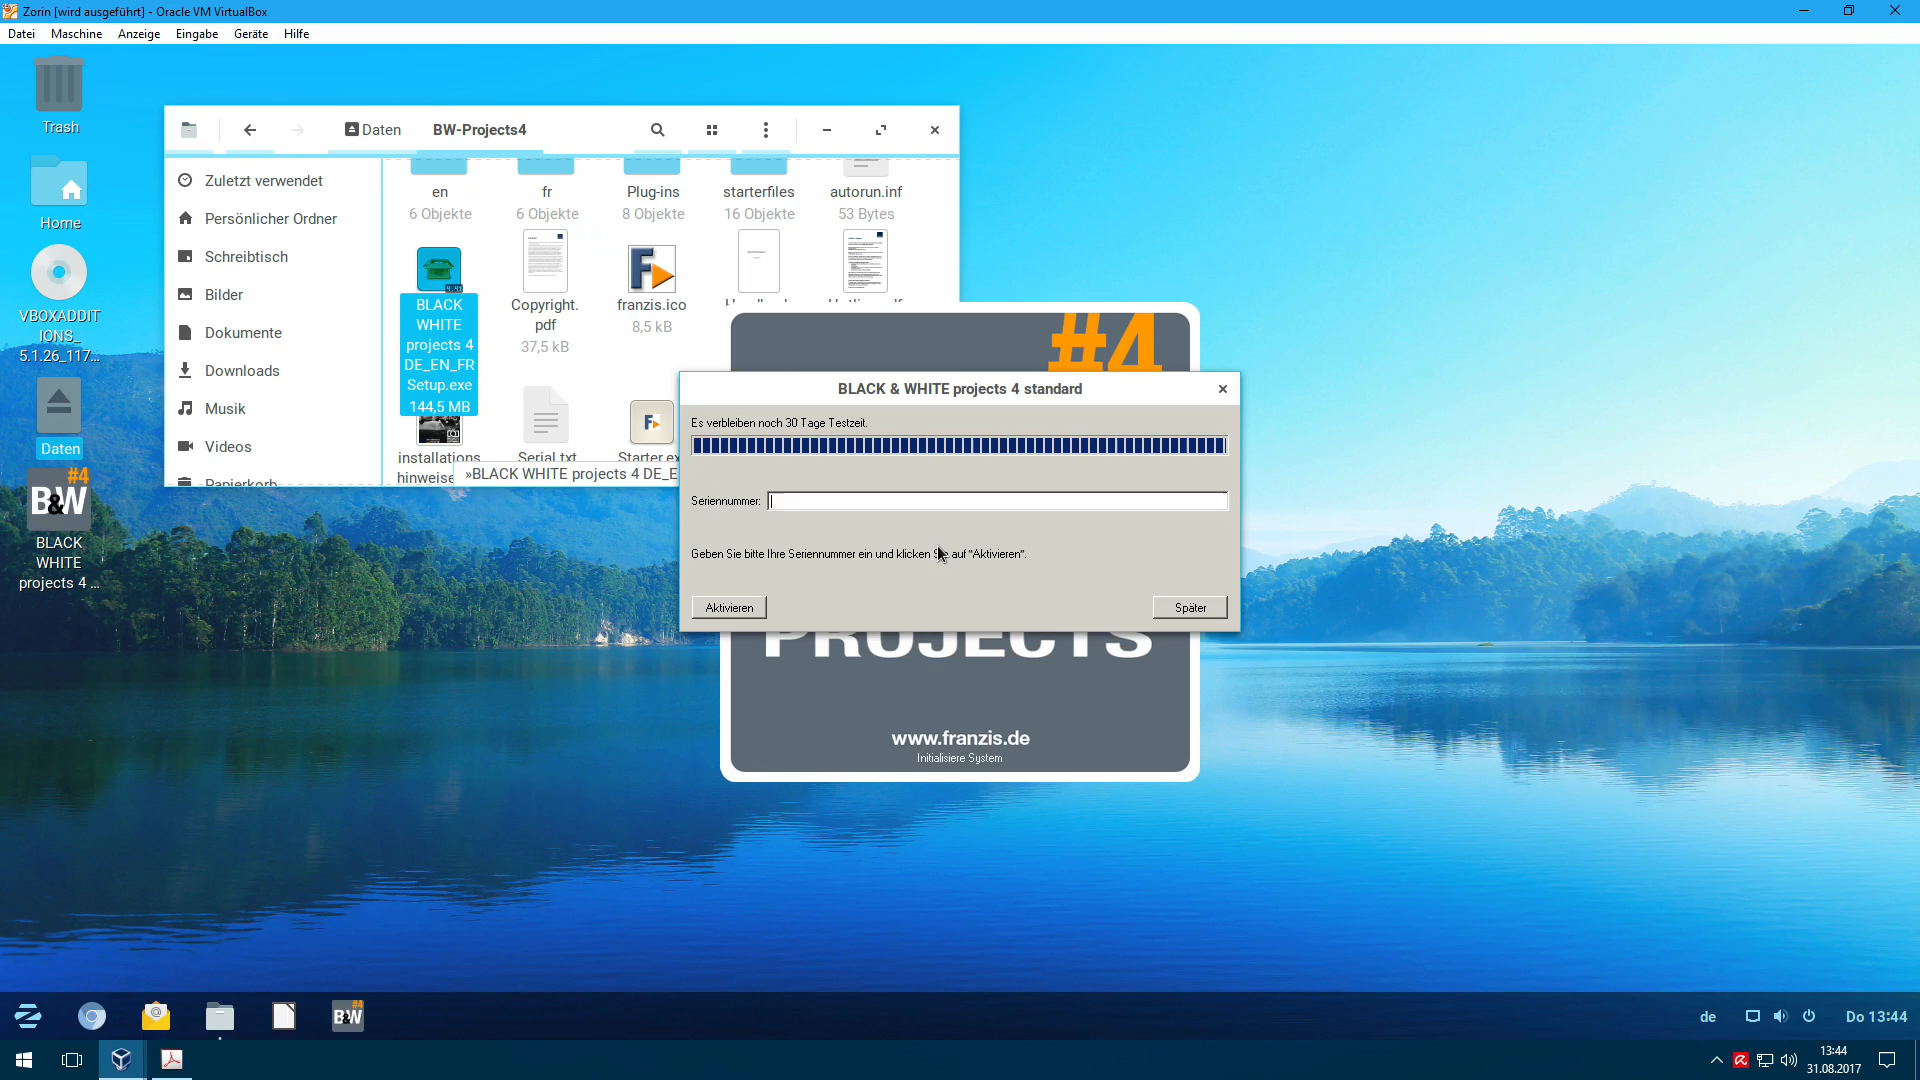 Zorin [wird ausgeführt] - Oracle VM VirtualBox
Datei Maschine Anzeige Eingabe Geräte Hilfe
Trash
Home
VBOXADDIT
IONS_
5.1.26_117...
Daten
#4
B&W
BLACK
WHITE
projects 4 ...
Daten BW-Projects4
Zuletzt verwendet
Persönlicher Ordner
Schreibtisch
Bilder
Dokumente
Downloads
Musik
Videos
Papierkorb
en
6 Objekte
fr
6 Objekte
Plug-ins
8 Objekte
starterfiles
16 Objekte
autorun.inf
53 Bytes
BLACK
WHITE
projects 4
DE_EN_FR
Setup.exe
144,5 MB
Copyright.
pdf
37,5 kB
franzis.ico
8,5 kB
installations
hinweise
Serial.txt
»BLACK WHITE projects 4 DE_E
#4
BLACK & WHITE projects 4 standard
Es verbleiben noch 30 Tage Testzeit.
Seriennummer:
Geben Sie bitte Ihre Seriennummer ein und klicken Sie auf "Aktivieren".
Aktivieren
Später
PROJECTS
www.franzis.de
Initialisiere System
#4
B&W
de
Do 13:44
13:44
31.08.2017